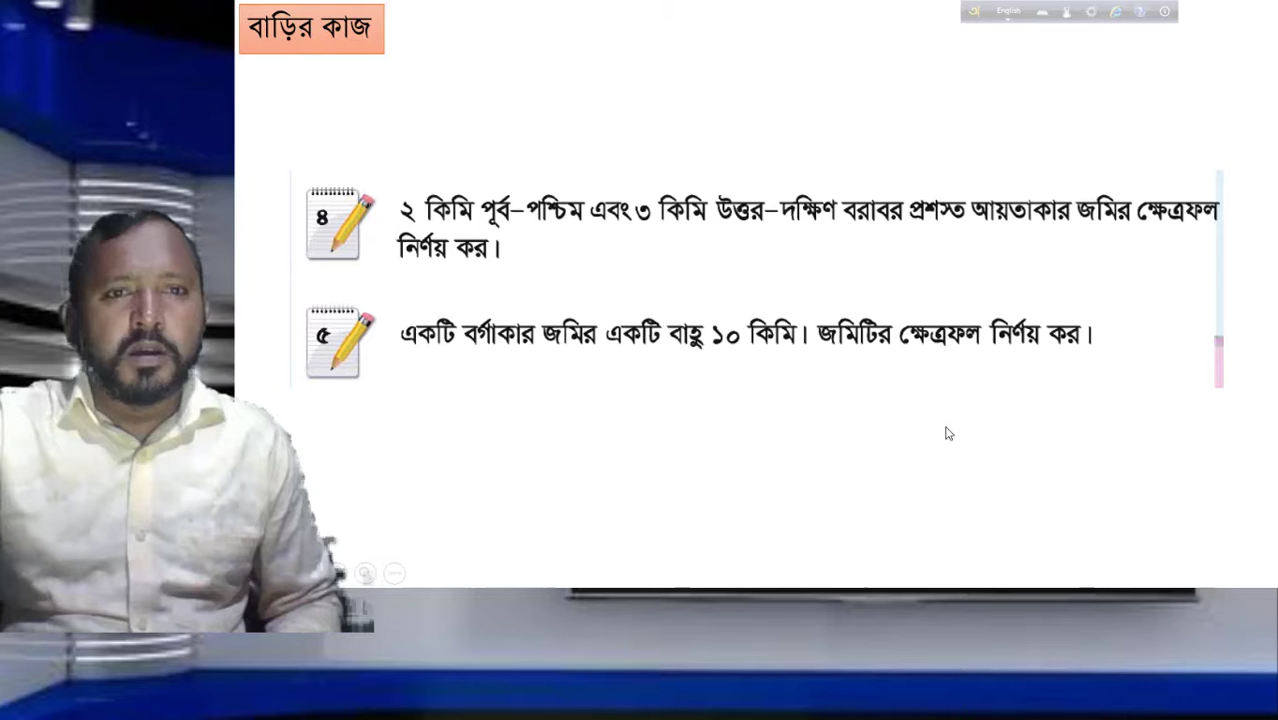 বাড়ির কাজ
English
৪
২ কিমি পূর্ব-পশ্চিম এবং ৩ কিমি উত্তর-দক্ষিণ বরাবর প্রশস্ত আয়তাকার জমির ক্ষেত্রফল
নির্ণয় কর।
৫
একটি বর্গাকার জমির একটি বাহু ১০ কিমি। জমিটির ক্ষেত্রফল নির্ণয় কর।